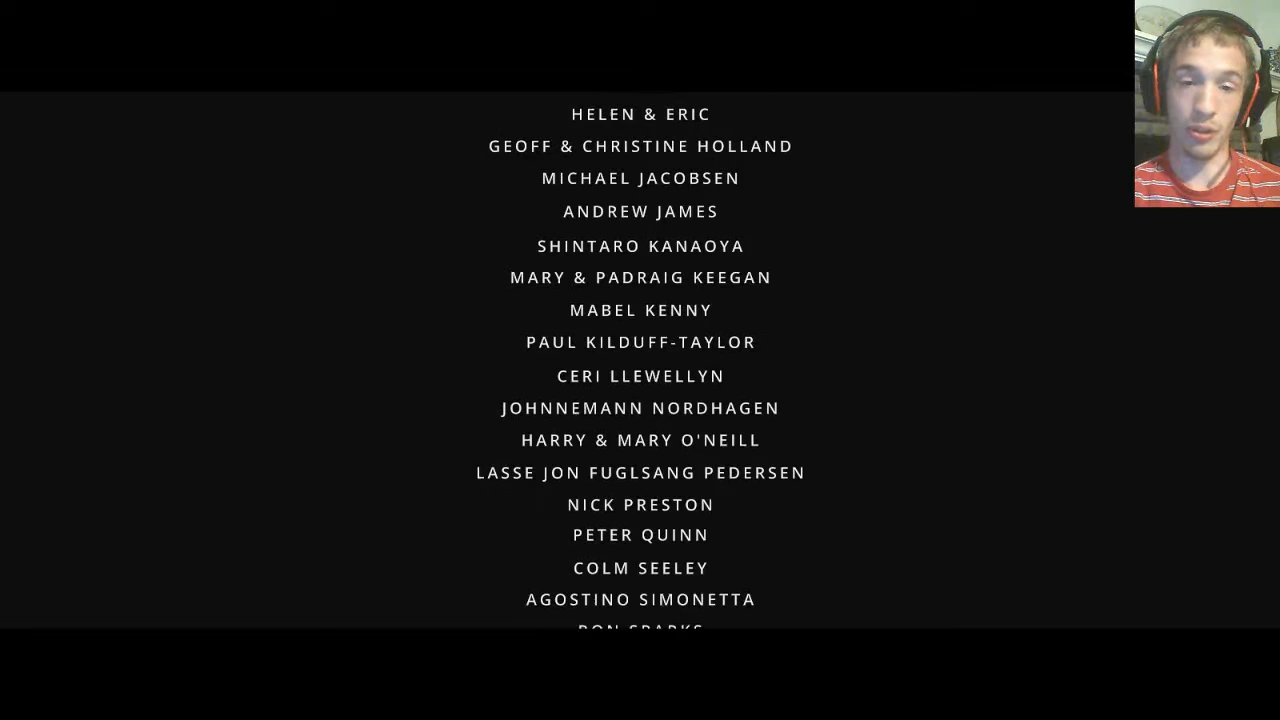 HELEN & ERIC
GEOFF & CHRISTINE HOLLAND
MICHAEL JACOBSEN
ANDREW JAMES
SHINTARO KANAOYA
MARY & PADRAIG KEEGAN
MABEL KENNY
PAUL KILDUFF-TAYLOR
CERI LLEWELLYN
JOHNNEMANN NORDHAGEN
HARRY & MARY O'NEILL
LASSE JON FUGLSANG PEDERSEN
NICK PRESTON
PETER QUINN
COLM SEELEY
AGOSTINO SIMONETTA